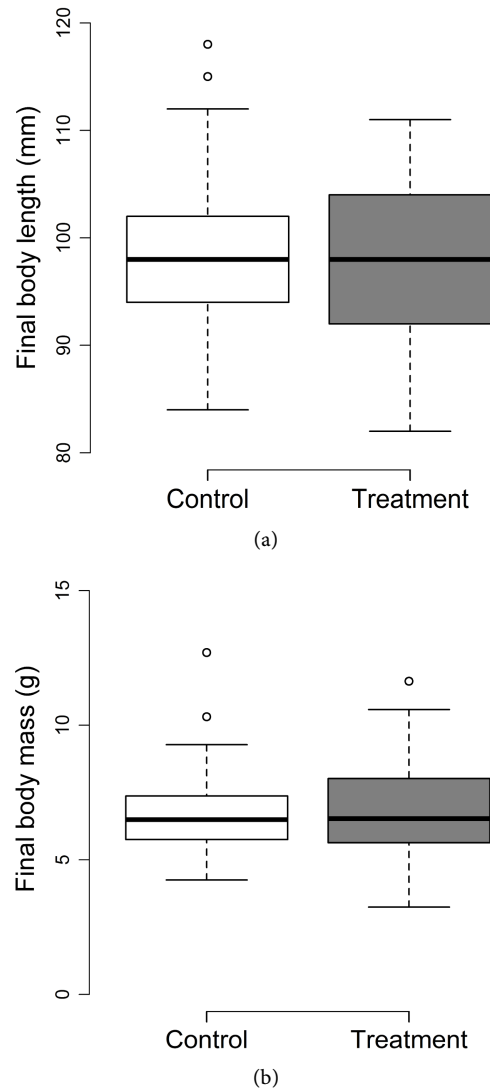 Final body length (mm)
120
110
100
90
80
Control Treatment
(a)
Final body mass (g)
15
10
5
0
Control Treatment
(b)